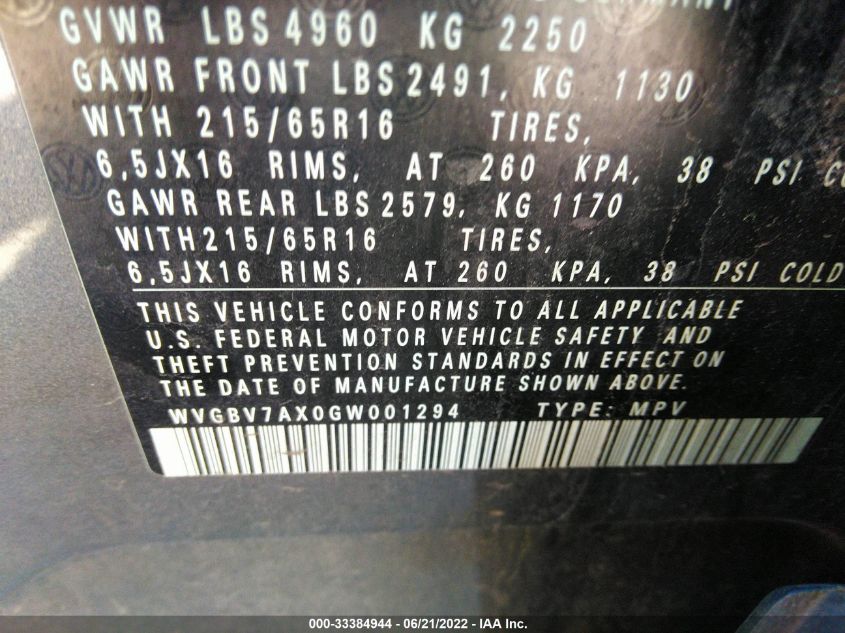 GVWR LBS 4960 KG 2250
GAWR FRONT LBS 2491, KG 1130
WITH 215/65R16 TIRES,
6,5JX16 RIMS, AT 260 KPA, 38 PSI
GAWR REAR LBS 2579, KG 1170
WITH 215/65R16 TIRES,
6,5JX16 RIMS, AT 260 KPA, 38 PSI COLD
THIS VEHICLE CONFORMS TO ALL APPLICABLE
U.S. FEDERAL MOTOR VEHICLE SAFETY AND
THEFT PREVENTION STANDARDS IN EFFECT ON
THE DATE OF MANUFACTURE SHOWN ABOVE.
WVGBV7AX0GW001294 TYPE: MPV
000-33384944 - 06/21/2022 - IAA Inc.